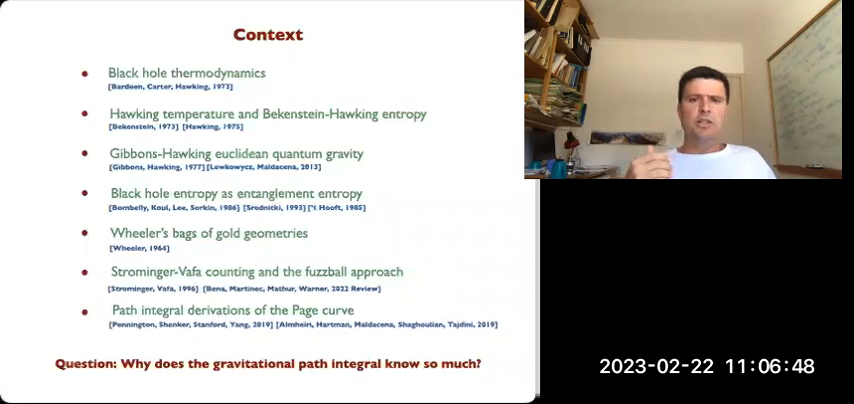 Context
Black hole thermodynamics
[Bardeen, Carter, Hawking, 1973]
Hawking temperature and Bekenstein-Hawking entropy
[Bekenstein, 1973] [Hawking, 1975]
Gibbons-Hawking euclidean quantum gravity
[Gibbons, Hawking, 1977] [Lewkowycz, Maldacena, 2013]
Black hole entropy as entanglement entropy
[Bombelly, Koul, Lee, Sorkin, 1986] [Srednicki, 1993] ['t Hooft, 1985]
Wheeler's bags of gold geometries
[Wheeler, 1964]
Strominger-Vafa counting and the fuzzball approach
[Strominger, Vafa, 1996] [Bena, Martinec, Mathur, Warner, 2022 Review]
Path integral derivations of the Page curve
[Pennington, Shenker, Stanford, Yang, 2019] [Almheiri, Hartman, Maldacena, Shaghoulian, Tajdini, 2019]
Question: Why does the gravitational path integral know so much?
2023-02-22 11:06:48